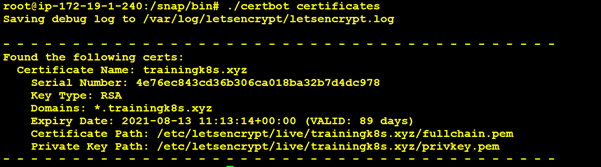 root@ip-172-19-1-240:/snap/bin# ./certbot certificates
Saving debug log to /var/log/letsencrypt/letsencrypt.log

- - - - - - - - - - - - - - - - - - - - - - - - - - - - - - - - - - - - - - - -
Found the following certs:
  Certificate Name: trainingk8s.xyz
    Serial Number: 4e76ec843cd36b306ca018ba32b7d4dc978
    Key Type: RSA
    Domains: *.trainingk8s.xyz
    Expiry Date: 2021-08-13 11:13:14+00:00 (VALID: 89 days)
    Certificate Path: /etc/letsencrypt/live/trainingk8s.xyz/fullchain.pem
    Private Key Path: /etc/letsencrypt/live/trainingk8s.xyz/privkey.pem
- - - - - - - - - - - - - - - - - - - - - - - - - - - - - - - - - - - - - - - -